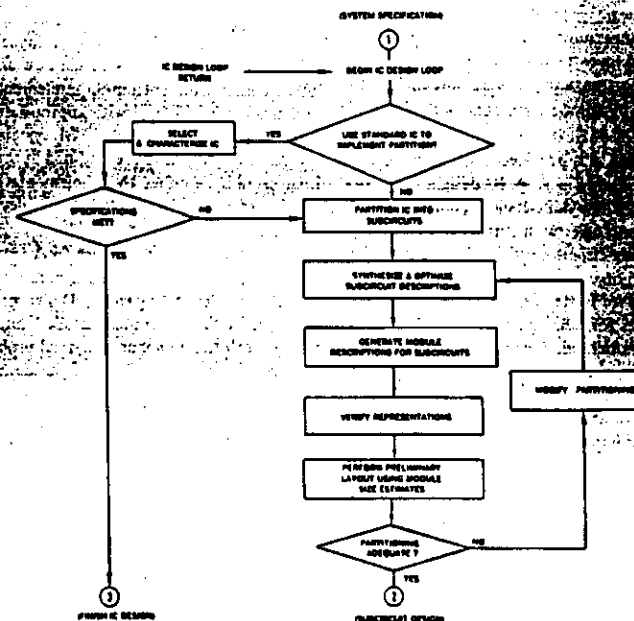 (SYSTEM SPECIFICATION)
1
IC DESIGN LOOP
RETURN
BEGIN IC DESIGN LOOP
SELECT
& CHARACTERIZE IC
YES
USE STANDARD IC TO
IMPLEMENT PARTITION?
NO
SPECIFICATIONS
MET?
NO
PARTITION IC INTO
SUBCIRCUITS
YES
SYNTHESIZE & OPTIMIZE
SUBCIRCUIT DESCRIPTIONS
GENERATE MODULE
DESCRIPTIONS FOR SUBCIRCUITS
MODIFY PARTITIONING
VERIFY REPRESENTATIONS
PERFORM PRELIMINARY
LAYOUT USING MODULE
SIZE ESTIMATES
PARTITIONING
ADEQUATE ?
NO
YES
3
2
(FINISH IC DESIGN)
(SUBCIRCUIT DESIGN)